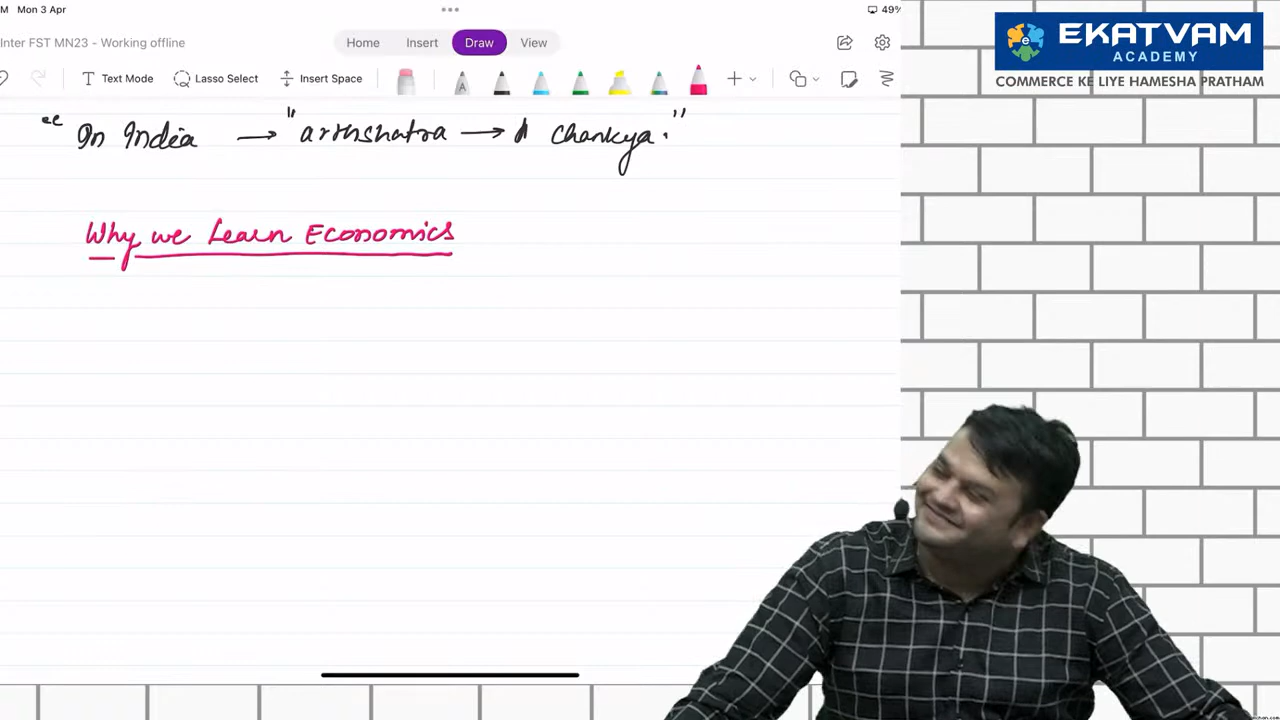 M Mon 3 Apr
49%
Inter FST MN23 - Working offline
Home Insert Draw View
Text Mode Lasso Select Insert Space
"In India → "arthshatra → Chankya."
Why we Learn Economics
EKATVAM
ACADEMY
COMMERCE KE LIYE HAMESHA PRATHAM